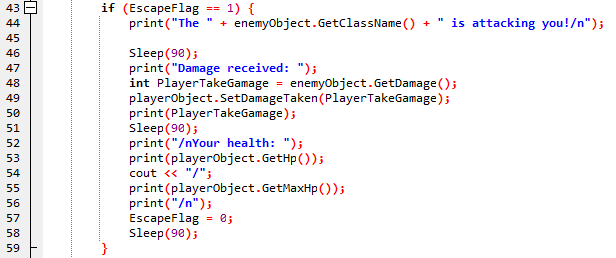 43 if (EscapeFlag == 1) {
44 print("The " + enemyObject.GetClassName() + " is attacking you!/n");
45
46 Sleep(90);
47 print("Damage received: ");
48 int PlayerTakeGamage = enemyObject.GetDamage();
49 playerObject.SetDamageTaken(PlayerTakeGamage);
50 print(PlayerTakeGamage);
51 Sleep(90);
52 print("/nYour health: ");
53 print(playerObject.GetHp());
54 cout << "/";
55 print(playerObject.GetMaxHp());
56 print("/n");
57 EscapeFlag = 0;
58 Sleep(90);
59 }